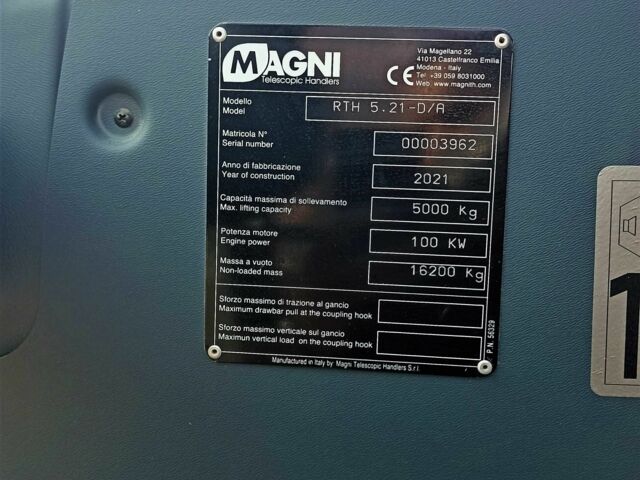 MAGNI
Telescopic Handlers
Via Magellano 22
41013 Castelfranco Emilia
Modena - Italy
Tel. +39 059 8031000
Web. www.magnith.com
CE
Modello
Model
RTH 5.21-D/A
Matricola N°
Serial number
00003962
Anno di fabbricazione
Year of construction
2021
Capacità massima di sollevamento
Max. lifting capacity
5000 Kg
Potenza motore
Engine power
100 KW
Massa a vuoto
Non-loaded mass
16200 Kg
Sforzo massimo di trazione al gancio
Maximum drawbar pull at the coupling hook
Sforzo massimo verticale sul gancio
Maximun vertical load on the coupling hook
P.N. 56329
Manufactured in Italy by: Magni Telescopic Handlers S.r.l.
1